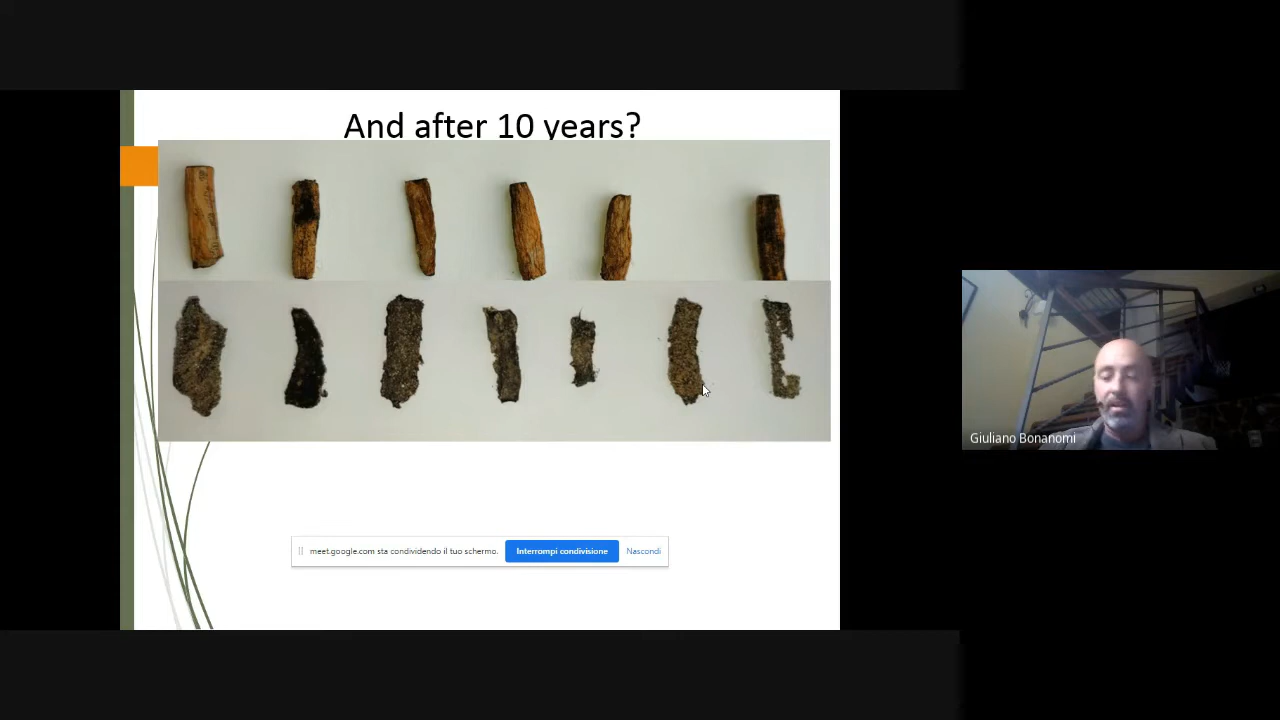 And after 10 years?
meet.google.com sta condividendo il tuo schermo. Interrompi condivisione Nascondi
Giuliano Bonanomi